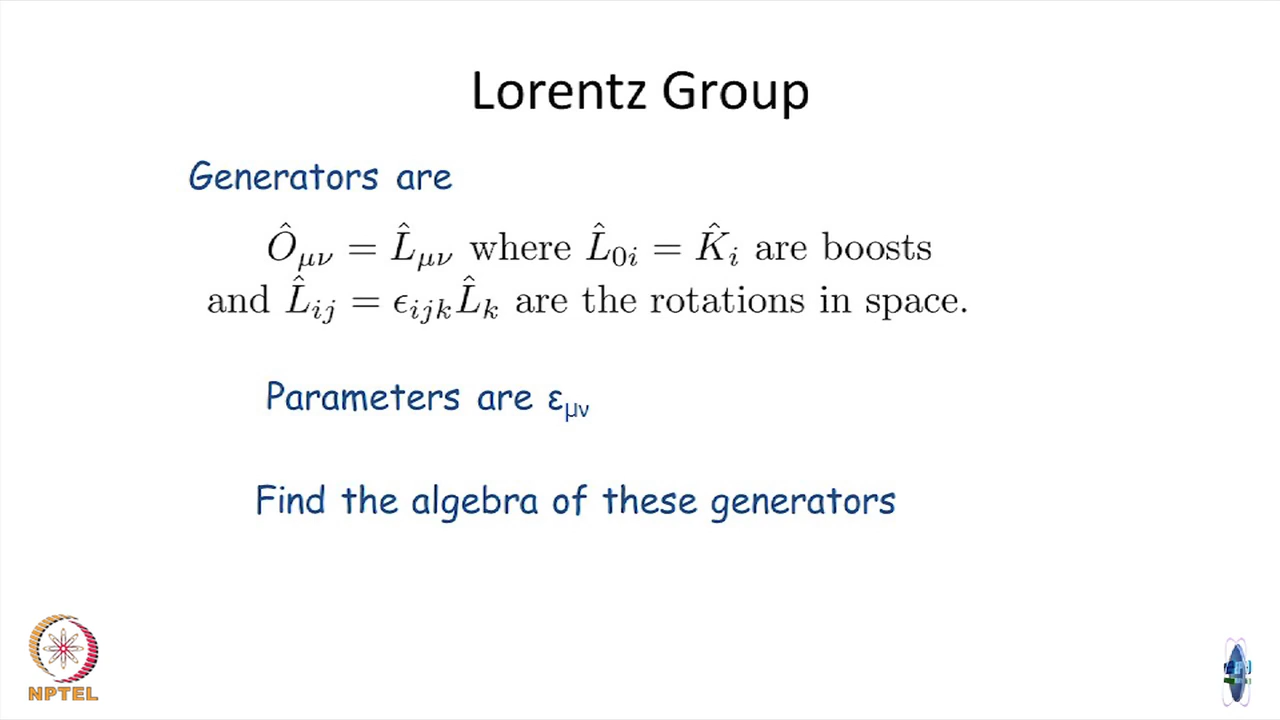 Lorentz Group
Generators are
Ô_μν = L̂_μν where L̂_0i = K̂_i are boosts
and L̂_ij = ϵ_ijk L̂_k are the rotations in space.
Parameters are ε_μν
Find the algebra of these generators
NPTEL